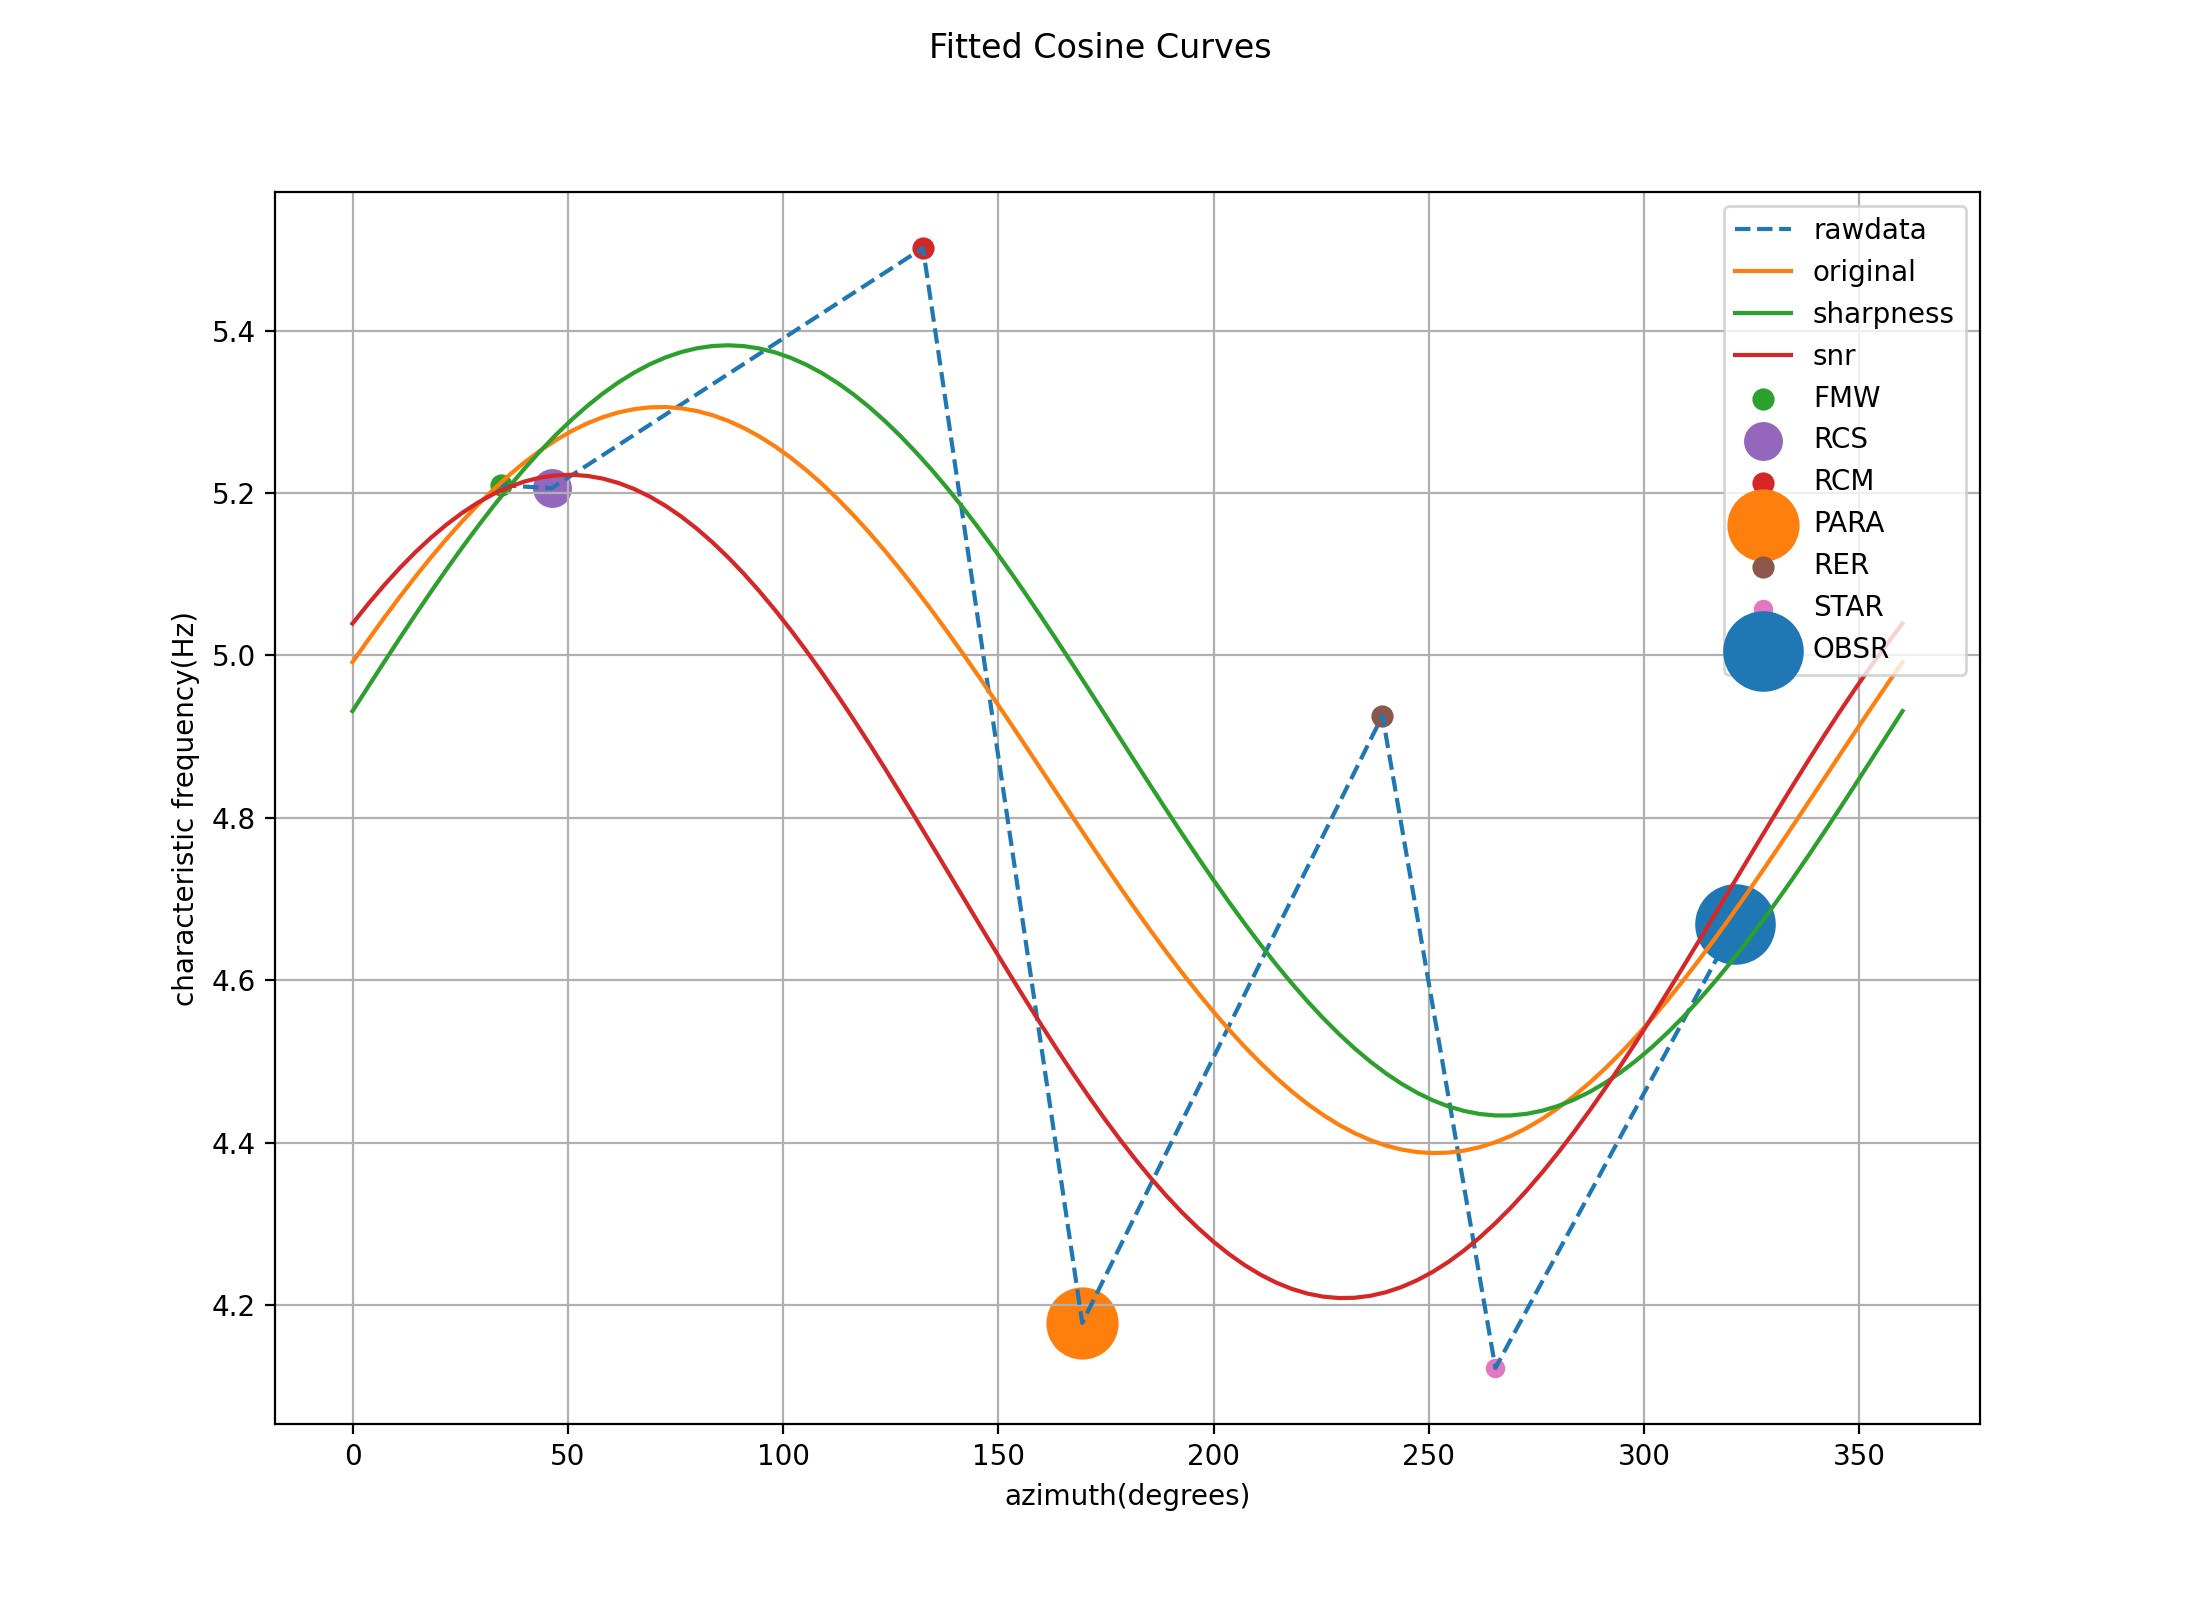 Fitted Cosine Curves
rawdata
original
sharpness
snr
FMW
RCS
RCM
PARA
RER
STAR
OBSR
characteristic frequency(Hz)
5.4
5.2
5.0
4.8
4.6
4.4
4.2
0 50 100 150 200 250 300 350
azimuth(degrees)